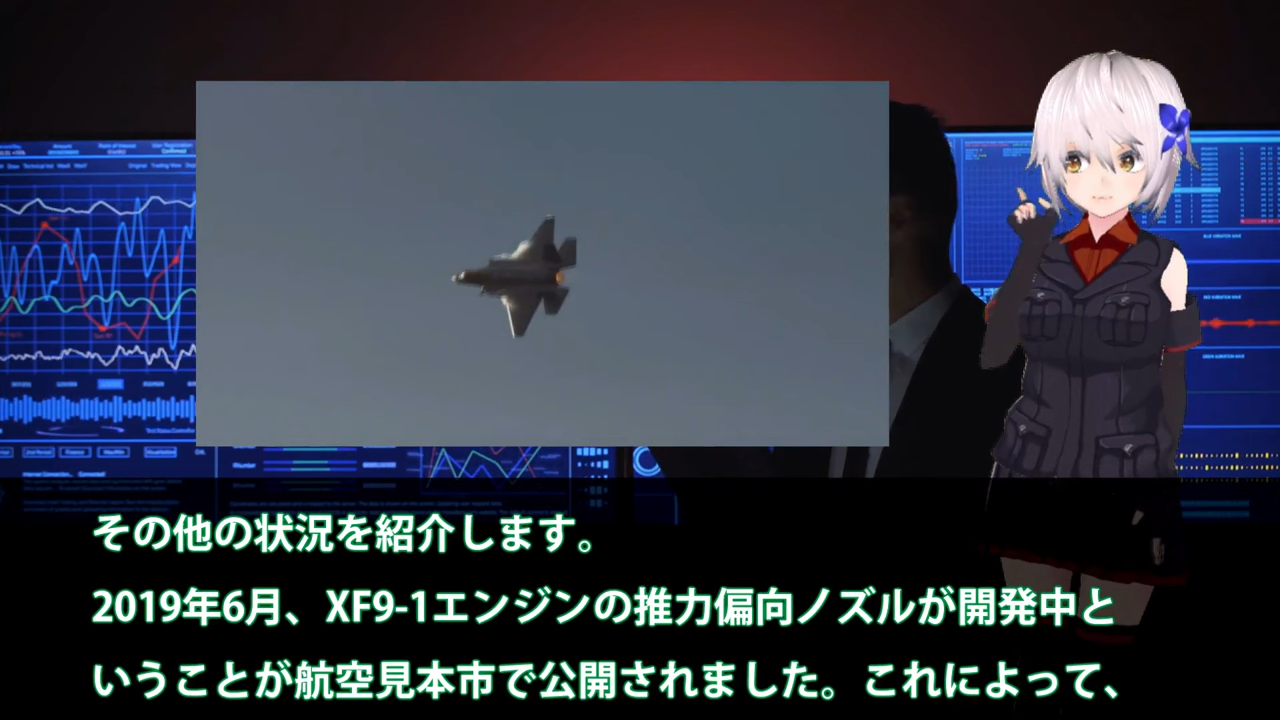 その他の状況を紹介します。
2019年6月、XF9-1エンジンの推力偏向ノズルが開発中と
いうことが航空見本市で公開されました。これによって、